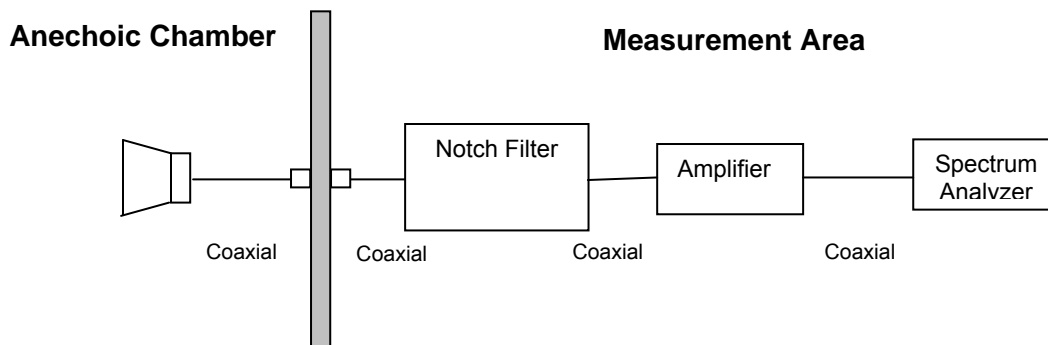 Anechoic Chamber
Measurement Area
Notch Filter
Amplifier
Spectrum
Analyzer
Coaxial
Coaxial
Coaxial
Coaxial